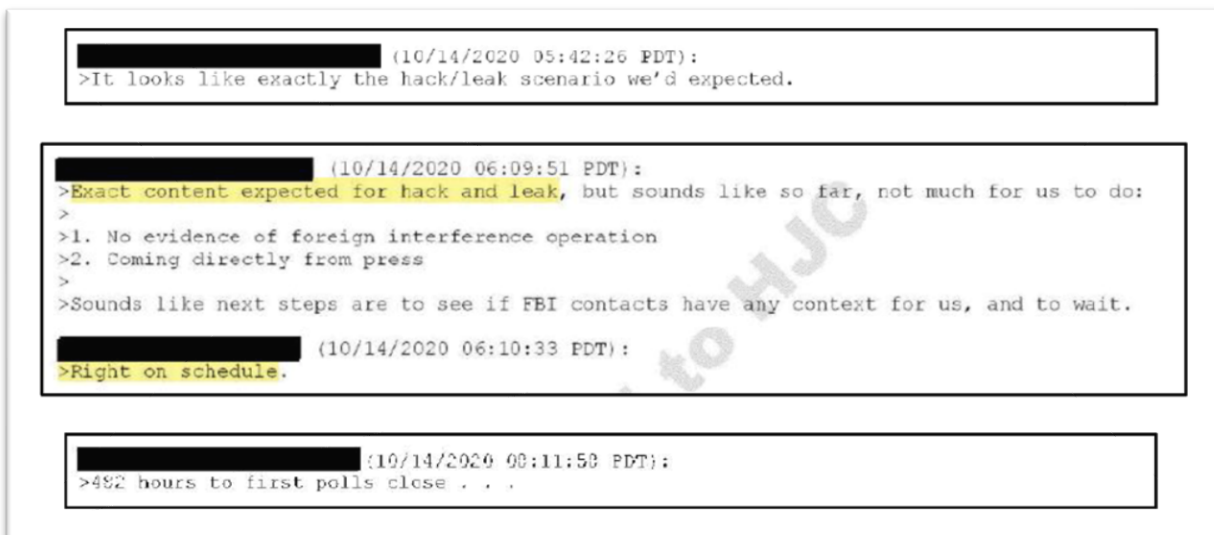 (10/14/2020 05:42:26 PDT):
>It looks like exactly the hack/leak scenario we'd expected.
(10/14/2020 06:09:51 PDT):
>Exact content expected for hack and leak, but sounds like so far, not much for us to do:
>
>1. No evidence of foreign interference operation
>2. Coming directly from press
>
>Sounds like next steps are to see if FBI contacts have any context for us, and to wait.
(10/14/2020 06:10:33 PDT):
>Right on schedule.
(10/14/2020 PDT):
>482 hours to first polls close . . .
to HJC